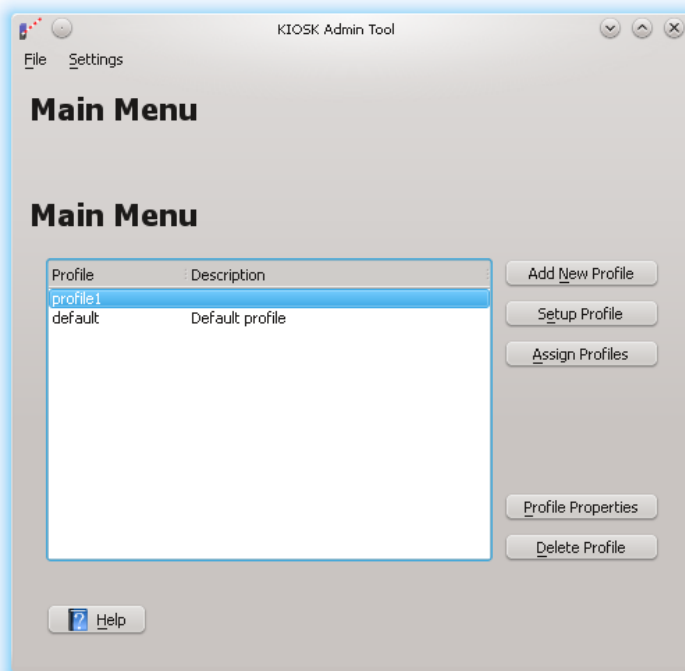 KIOSK Admin Tool
File Settings
Main Menu
Main Menu
Profile Description
profile1
default Default profile
Add New Profile
Setup Profile
Assign Profiles
Profile Properties
Delete Profile
Help